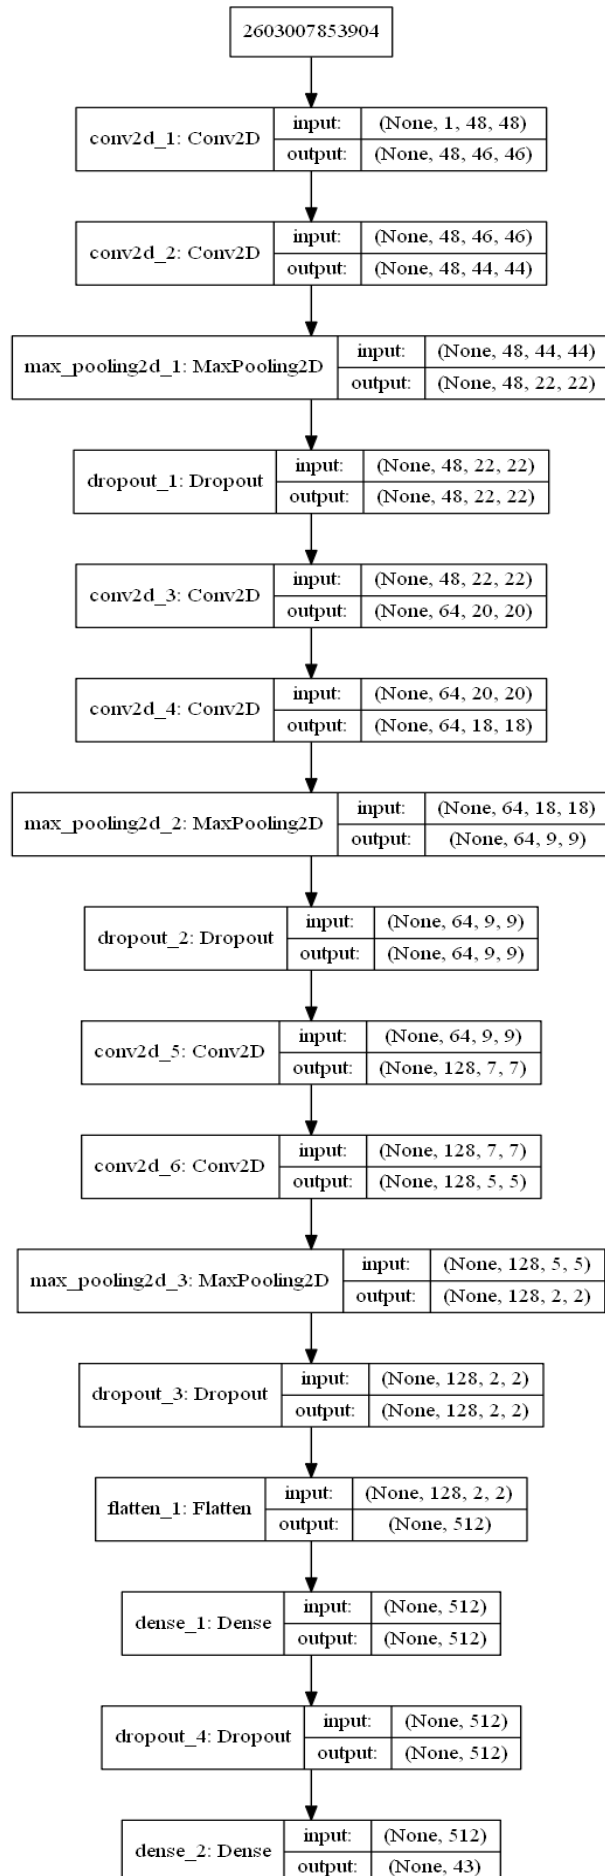 2603007853904
conv2d_1: Conv2D
input: (None, 1, 48, 48)
output: (None, 48, 46, 46)
conv2d_2: Conv2D
input: (None, 48, 46, 46)
output: (None, 48, 44, 44)
max_pooling2d_1: MaxPooling2D
input: (None, 48, 44, 44)
output: (None, 48, 22, 22)
dropout_1: Dropout
input: (None, 48, 22, 22)
output: (None, 48, 22, 22)
conv2d_3: Conv2D
input: (None, 48, 22, 22)
output: (None, 64, 20, 20)
conv2d_4: Conv2D
input: (None, 64, 20, 20)
output: (None, 64, 18, 18)
max_pooling2d_2: MaxPooling2D
input: (None, 64, 18, 18)
output: (None, 64, 9, 9)
dropout_2: Dropout
input: (None, 64, 9, 9)
output: (None, 64, 9, 9)
conv2d_5: Conv2D
input: (None, 64, 9, 9)
output: (None, 128, 7, 7)
conv2d_6: Conv2D
input: (None, 128, 7, 7)
output: (None, 128, 5, 5)
max_pooling2d_3: MaxPooling2D
input: (None, 128, 5, 5)
output: (None, 128, 2, 2)
dropout_3: Dropout
input: (None, 128, 2, 2)
output: (None, 128, 2, 2)
flatten_1: Flatten
input: (None, 128, 2, 2)
output: (None, 512)
dense_1: Dense
input: (None, 512)
output: (None, 512)
dropout_4: Dropout
input: (None, 512)
output: (None, 512)
dense_2: Dense
input: (None, 512)
output: (None, 43)